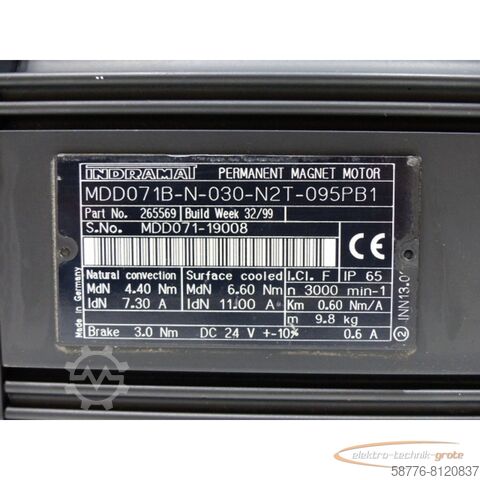 INDRAMAT PERMANENT MAGNET MOTOR
MDD071B-N-030-N2T-095PB1
Part No. 265569 Build Week 32/99
S.No. MDD071-19008
CE
Made in Germany
Natural convection Surface cooled I.Cl. F IP 65
MdN 4.40 Nm MdN 6.60 Nm n 3000 min-1
IdN 7.30 A IdN 11.00 A Km 0.60 Nm/A
m 9.8 kg
Brake 3.0 Nm DC 24 V +-10% 0.6 A
2 INN13.01
elektro-technik-grote
58776-8120837